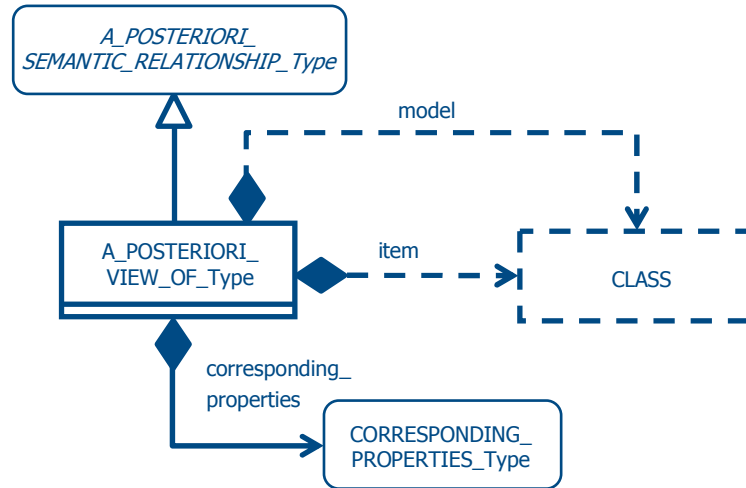 A_POSTERIORI_
SEMANTIC_RELATIONSHIP_Type
model
A_POSTERIORI_
VIEW_OF_Type
item
CLASS
corresponding_
properties
CORRESPONDING_
PROPERTIES_Type